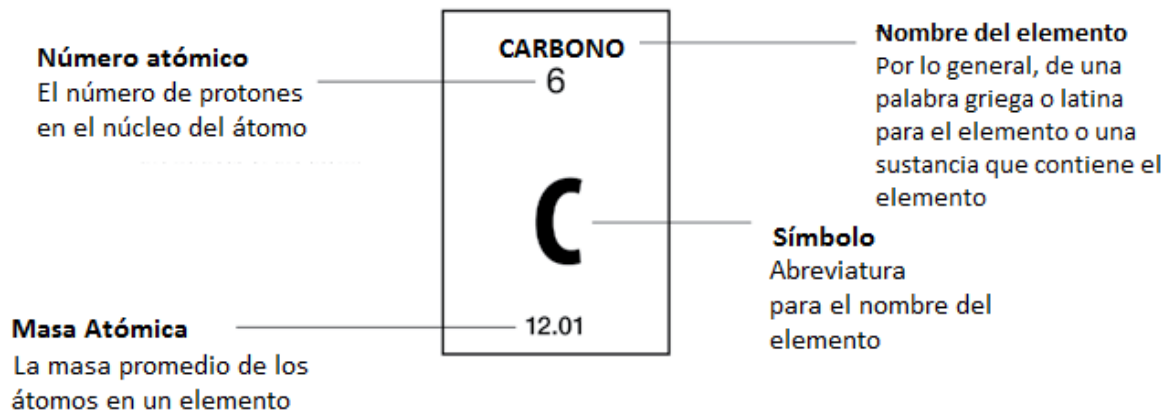 Número atómico
El número de protones
en el núcleo del átomo
CARBONO
6
C
12.01
Nombre del elemento
Por lo general, de una
palabra griega o latina
para el elemento o una
sustancia que contiene el
elemento
Símbolo
Abreviatura
para el nombre del
elemento
Masa Atómica
La masa promedio de los
átomos en un elemento